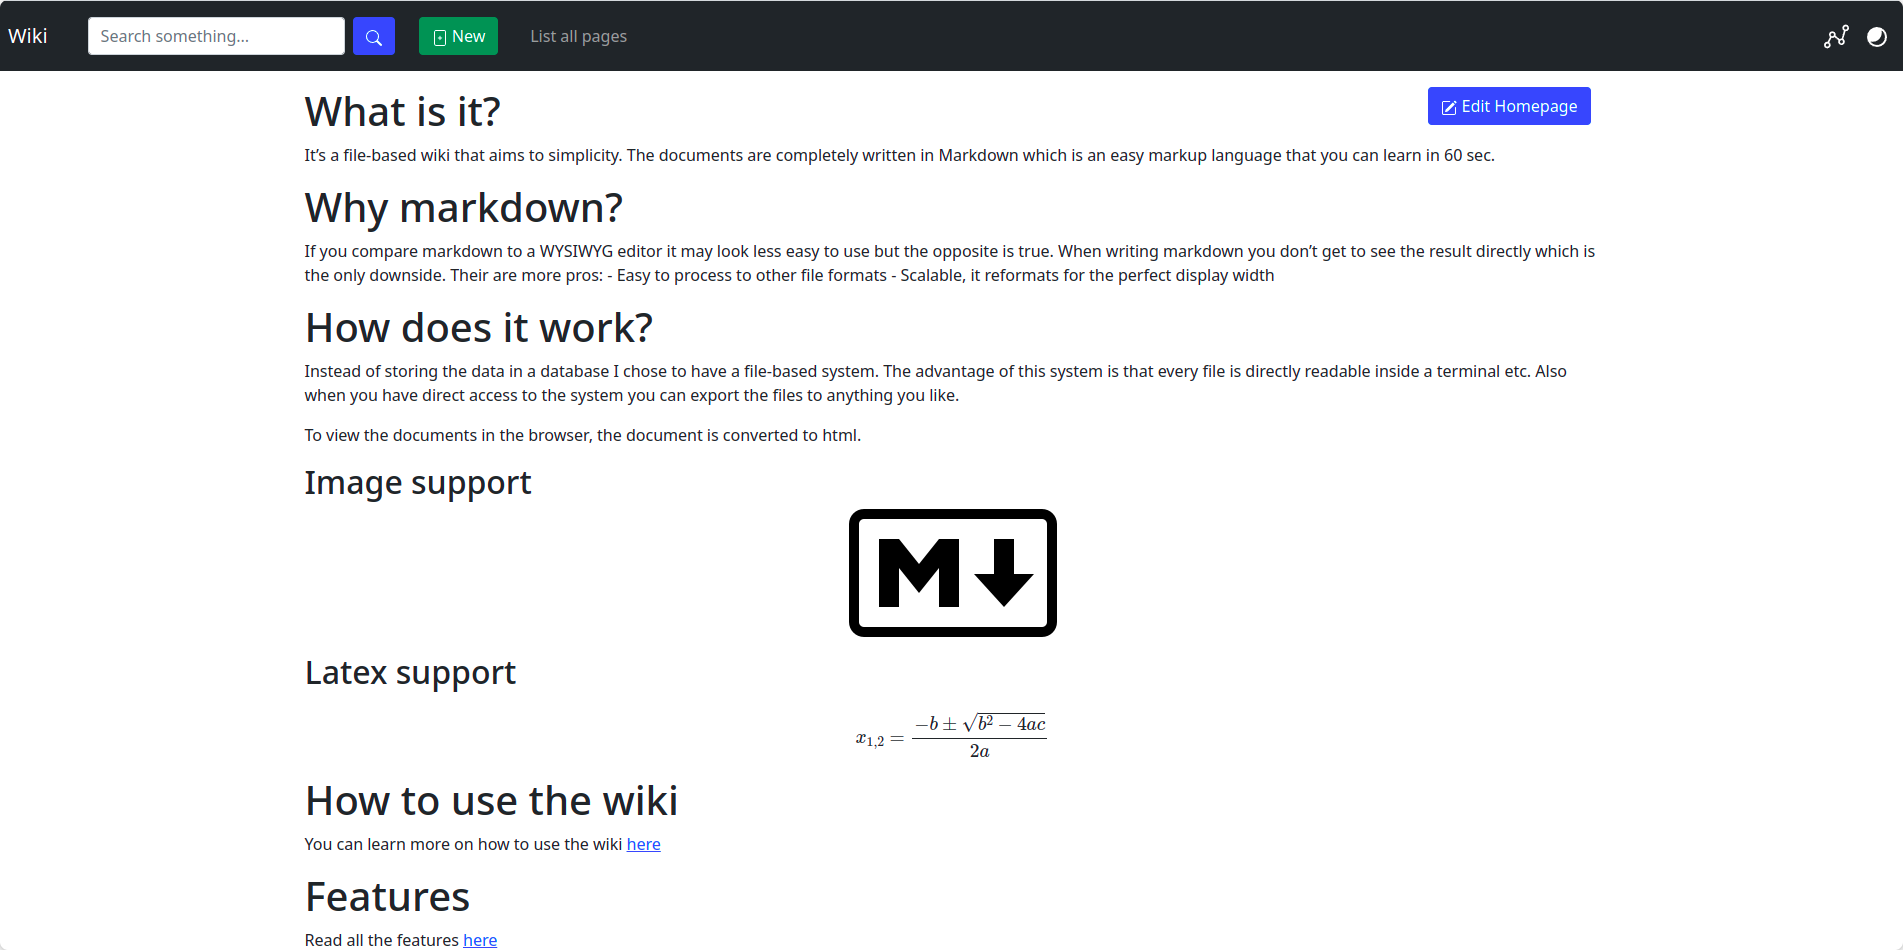 Wiki
Search something...
New
List all pages
What is it?
Edit Homepage
It’s a file-based wiki that aims to simplicity. The documents are completely written in Markdown which is an easy markup language that you can learn in 60 sec.
Why markdown?
If you compare markdown to a WYSIWYG editor it may look less easy to use but the opposite is true. When writing markdown you don’t get to see the result directly which is
the only downside. Their are more pros: - Easy to process to other file formats - Scalable, it reformats for the perfect display width
How does it work?
Instead of storing the data in a database I chose to have a file-based system. The advantage of this system is that every file is directly readable inside a terminal etc. Also
when you have direct access to the system you can export the files to anything you like.
To view the documents in the browser, the document is converted to html.
Image support
M
Latex support
x_{1,2} = \frac{-b ± \sqrt{b^2 − 4ac}}{2a}
How to use the wiki
You can learn more on how to use the wiki here
Features
Read all the features here